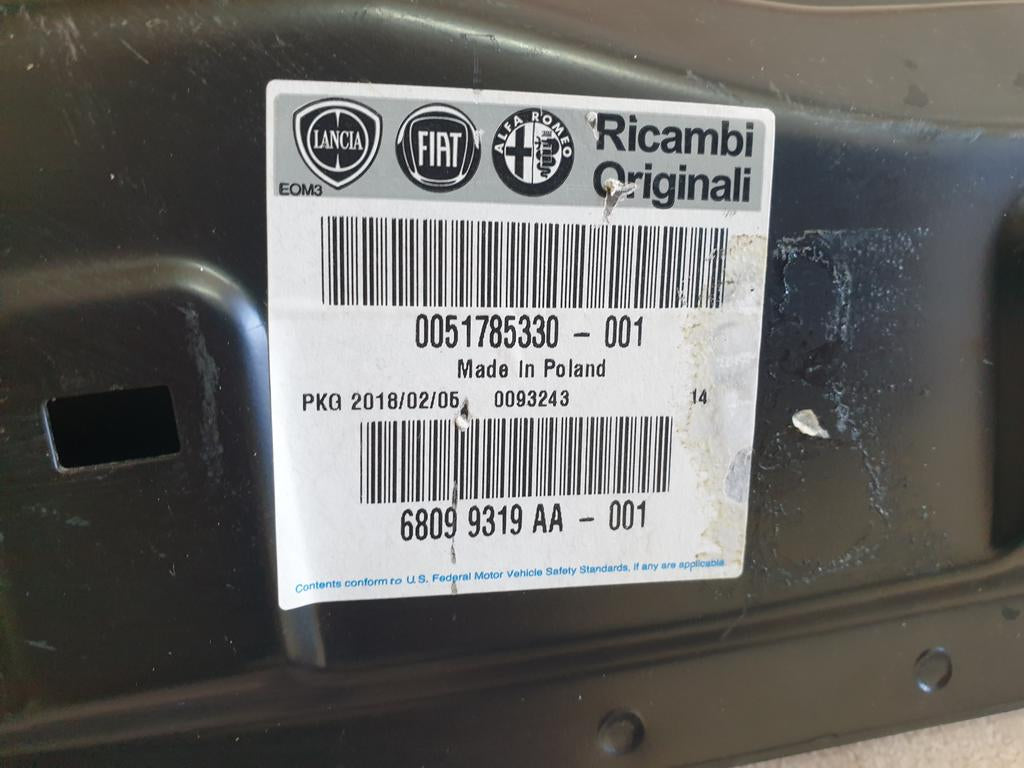 LANCIA
FIAT
ALFA ROMEO
Ricambi
Originali
EOM3
0051785330 - 001
Made In Poland
PKG 2018/02/05 0093243 14
6809 9319 AA - 001
Contents conform to U.S. Federal Motor Vehicle Safety Standards, if any are applicable